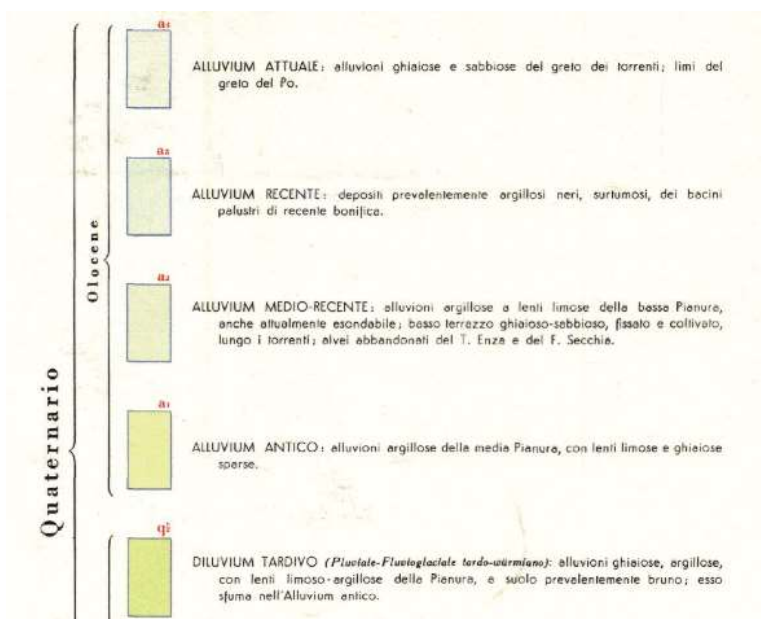 a4
ALLUVIUM ATTUALE: alluvioni ghiaiose e sabbiose del greto dei torrenti; limi del
greto del Po.
a3
ALLUVIUM RECENTE: depositi prevalentemente argillosi neri, surtumosi, dei bacini
palustri di recente bonifica.
Olocene
a2
ALLUVIUM MEDIO-RECENTE: alluvioni argillose a lenti limose della bassa Pianura,
anche attualmente esondabile; basso terrazzo ghiaioso-sabbioso, fissato e coltivato,
lungo i torrenti; alvei abbandonati del T. Enza e del F. Secchia.
Quaternario
a1
ALLUVIUM ANTICO: alluvioni argillose della media Pianura, con lenti limose e ghiaiose
sparse.
DILUVIUM TARDIVO (Pluviale-Fluvioglaciale tardo-würmiano): alluvioni ghiaiose, argillose,
con lenti limoso-argillose della Pianura, a suolo prevalentemente bruno; esso
sfuma nell'Alluvium antico.